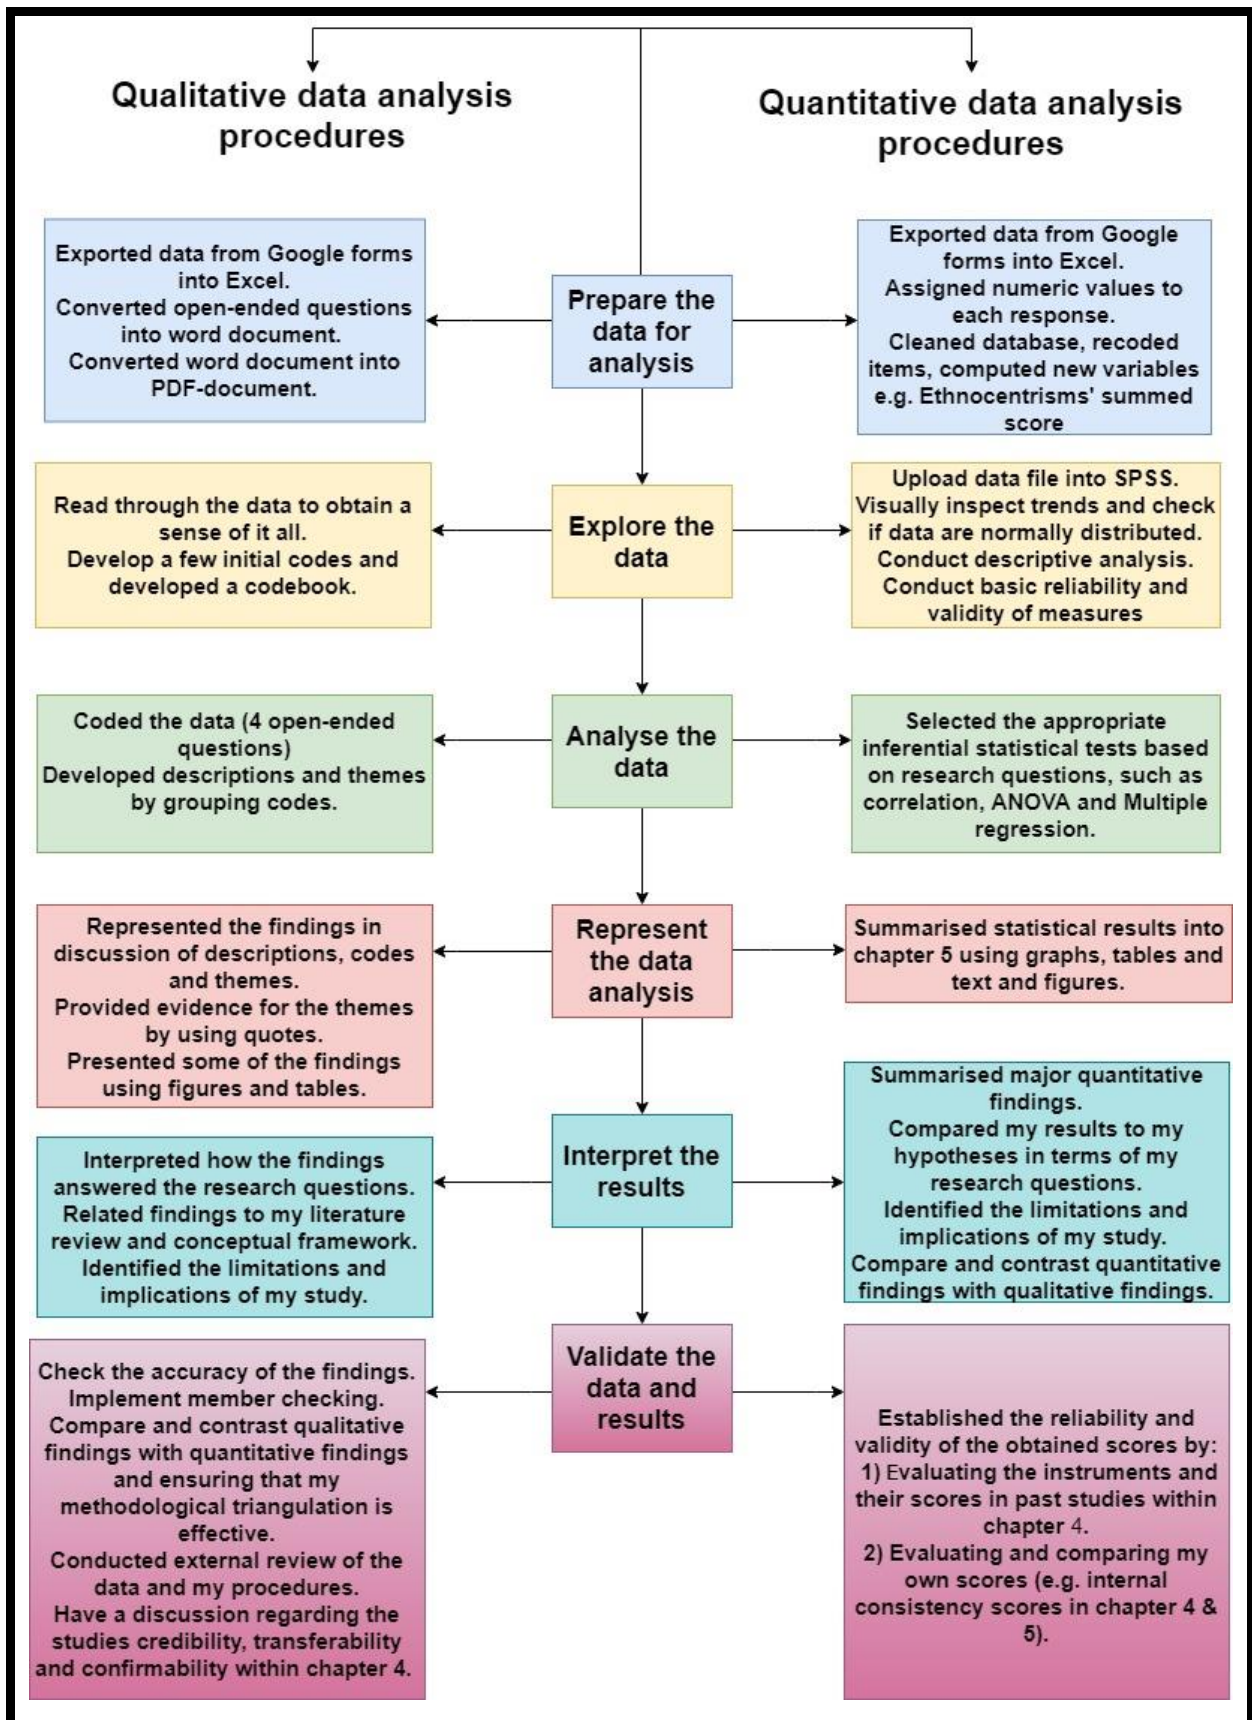 Qualitative data analysis
procedures
Quantitative data analysis
procedures
Exported data from Google forms
into Excel.
Converted open-ended questions
into word document.
Converted word document into
PDF-document.
Prepare the
data for
analysis
Exported data from Google
forms into Excel.
Assigned numeric values to
each response.
Cleaned database, recoded
items, computed new variables
e.g. Ethnocentrisms' summed
score
Read through the data to obtain a
sense of it all.
Develop a few initial codes and
developed a codebook.
Explore the
data
Upload data file into SPSS.
Visually inspect trends and check
if data are normally distributed.
Conduct descriptive analysis.
Conduct basic reliability and
validity of measures
Coded the data (4 open-ended
questions)
Developed descriptions and themes
by grouping codes.
Analyse the
data
Selected the appropriate
inferential statistical tests based
on research questions, such as
correlation, ANOVA and Multiple
regression.
Represented the findings in
discussion of descriptions, codes
and themes.
Provided evidence for the themes
by using quotes.
Presented some of the findings
using figures and tables.
Represent
the data
analysis
Summarised statistical results into
chapter 5 using graphs, tables and
text and figures.
Interpreted how the findings
answered the research questions.
Related findings to my literature
review and conceptual framework.
Identified the limitations and
implications of my study.
Interpret the
results
Summarised major quantitative
findings.
Compared my results to my
hypotheses in terms of my
research questions.
Identified the limitations and
implications of my study.
Compare and contrast quantitative
findings with qualitative findings.
Check the accuracy of the findings.
Implement member checking.
Compare and contrast qualitative
findings with quantitative findings
and ensuring that my
methodological triangulation is
effective.
Conducted external review of the
data and my procedures.
Have a discussion regarding the
studies credibility, transferability
and confirmability within chapter 4.
Validate the
data and
results
Established the reliability and
validity of the obtained scores by:
1) Evaluating the instruments and
their scores in past studies within
chapter 4.
2) Evaluating and comparing my
own scores (e.g. internal
consistency scores in chapter 4 &
5).